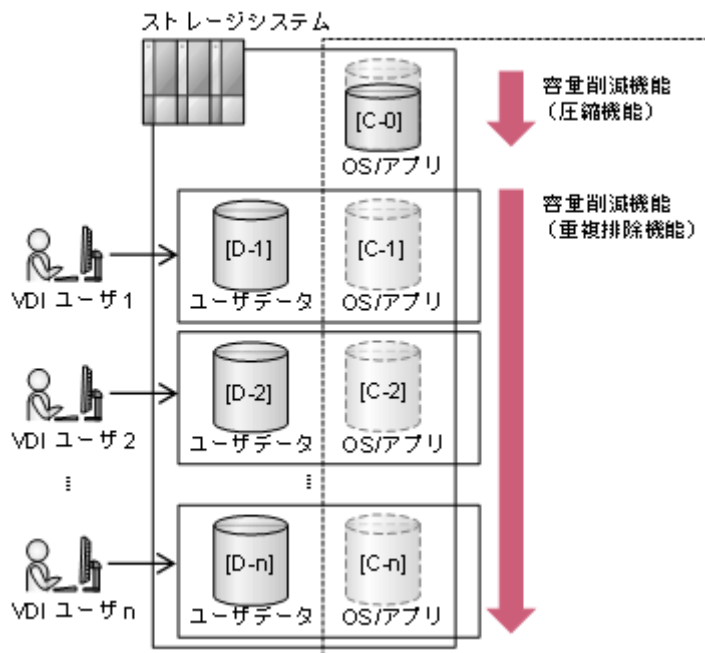 ストレージシステム
[C-0]
OS/アプリ
容量削減機能
（圧縮機能）
容量削減機能
（重複排除機能）
VDI ユーザ1
[D-1]
ユーザデータ
[C-1]
OS/アプリ
VDI ユーザ2
[D-2]
ユーザデータ
[C-2]
OS/アプリ
⋮
⋮
VDI ユーザn
[D-n]
ユーザデータ
[C-n]
OS/アプリ